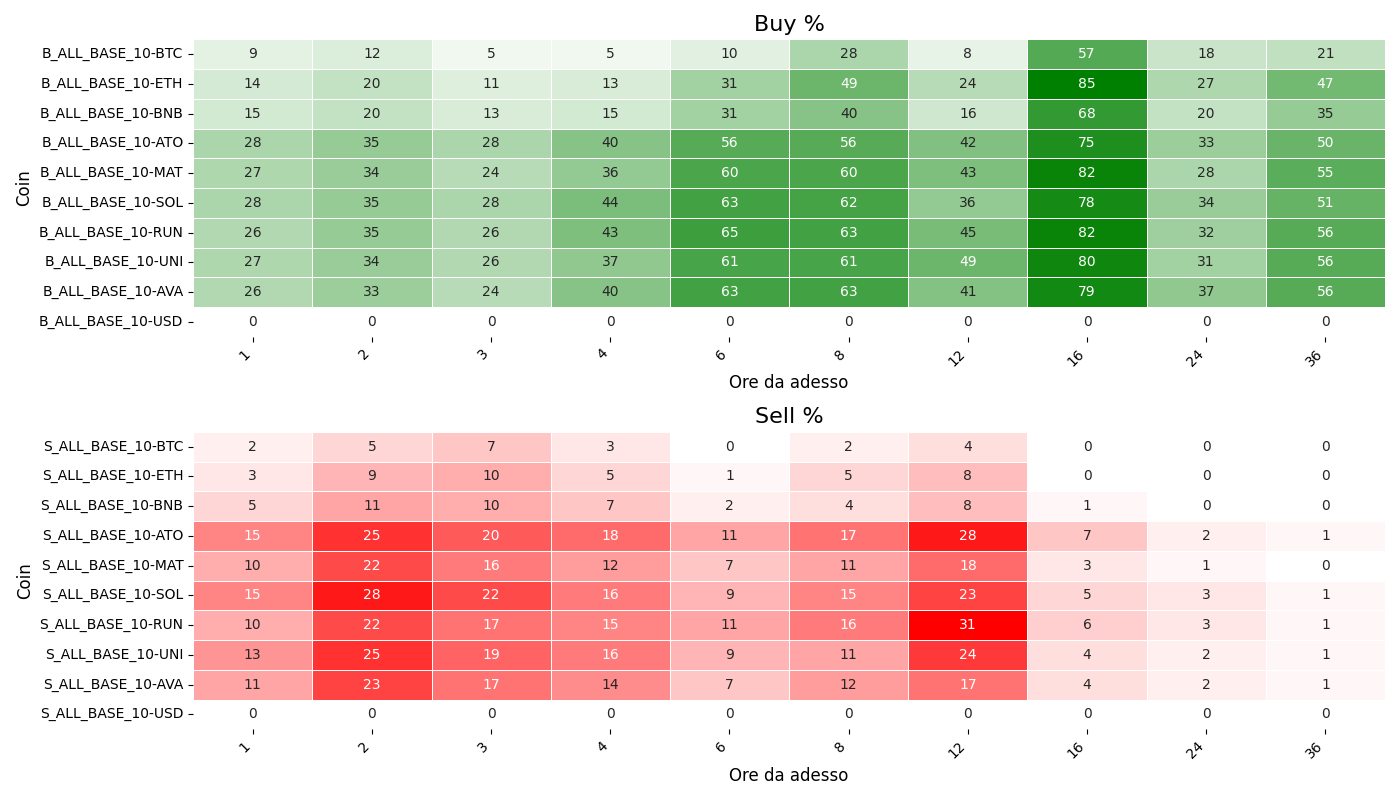 Buy %
Coin
B_ALL_BASE_10-BTC 9 12 5 5 10 28 8 57 18 21
B_ALL_BASE_10-ETH 14 20 11 13 31 49 24 85 27 47
B_ALL_BASE_10-BNB 15 20 13 15 31 40 16 68 20 35
B_ALL_BASE_10-ATO 28 35 28 40 56 56 42 75 33 50
B_ALL_BASE_10-MAT 27 34 24 36 60 60 43 82 28 55
B_ALL_BASE_10-SOL 28 35 28 44 63 62 36 78 34 51
B_ALL_BASE_10-RUN 26 35 26 43 65 63 45 82 32 56
B_ALL_BASE_10-UNI 27 34 26 37 61 61 49 80 31 56
B_ALL_BASE_10-AVA 26 33 24 40 63 63 41 79 37 56
B_ALL_BASE_10-USD 0 0 0 0 0 0 0 0 0 0
1 2 3 4 6 8 12 16 24 36
Ore da adesso
Sell %
Coin
S_ALL_BASE_10-BTC 2 5 7 3 0 2 4 0 0 0
S_ALL_BASE_10-ETH 3 9 10 5 1 5 8 0 0 0
S_ALL_BASE_10-BNB 5 11 10 7 2 4 8 1 0 0
S_ALL_BASE_10-ATO 15 25 20 18 11 17 28 7 2 1
S_ALL_BASE_10-MAT 10 22 16 12 7 11 18 3 1 0
S_ALL_BASE_10-SOL 15 28 22 16 9 15 23 5 3 1
S_ALL_BASE_10-RUN 10 22 17 15 11 16 31 6 3 1
S_ALL_BASE_10-UNI 13 25 19 16 9 11 24 4 2 1
S_ALL_BASE_10-AVA 11 23 17 14 7 12 17 4 2 1
S_ALL_BASE_10-USD 0 0 0 0 0 0 0 0 0 0
1 2 3 4 6 8 12 16 24 36
Ore da adesso